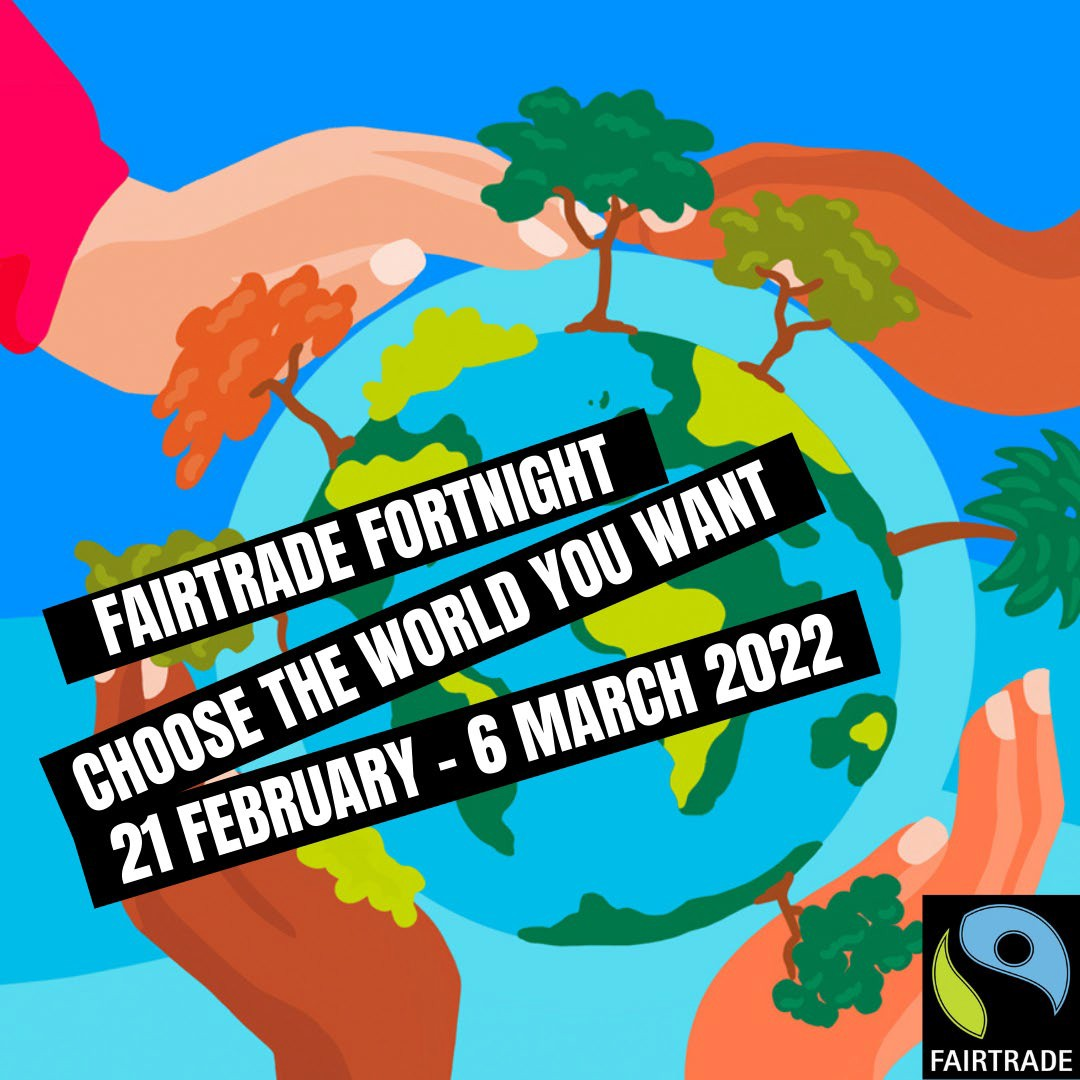 FAIRTRADE FORTNIGHT
CHOOSE THE WORLD YOU WANT
21 FEBRUARY - 6 MARCH 2022
FAIRTRADE